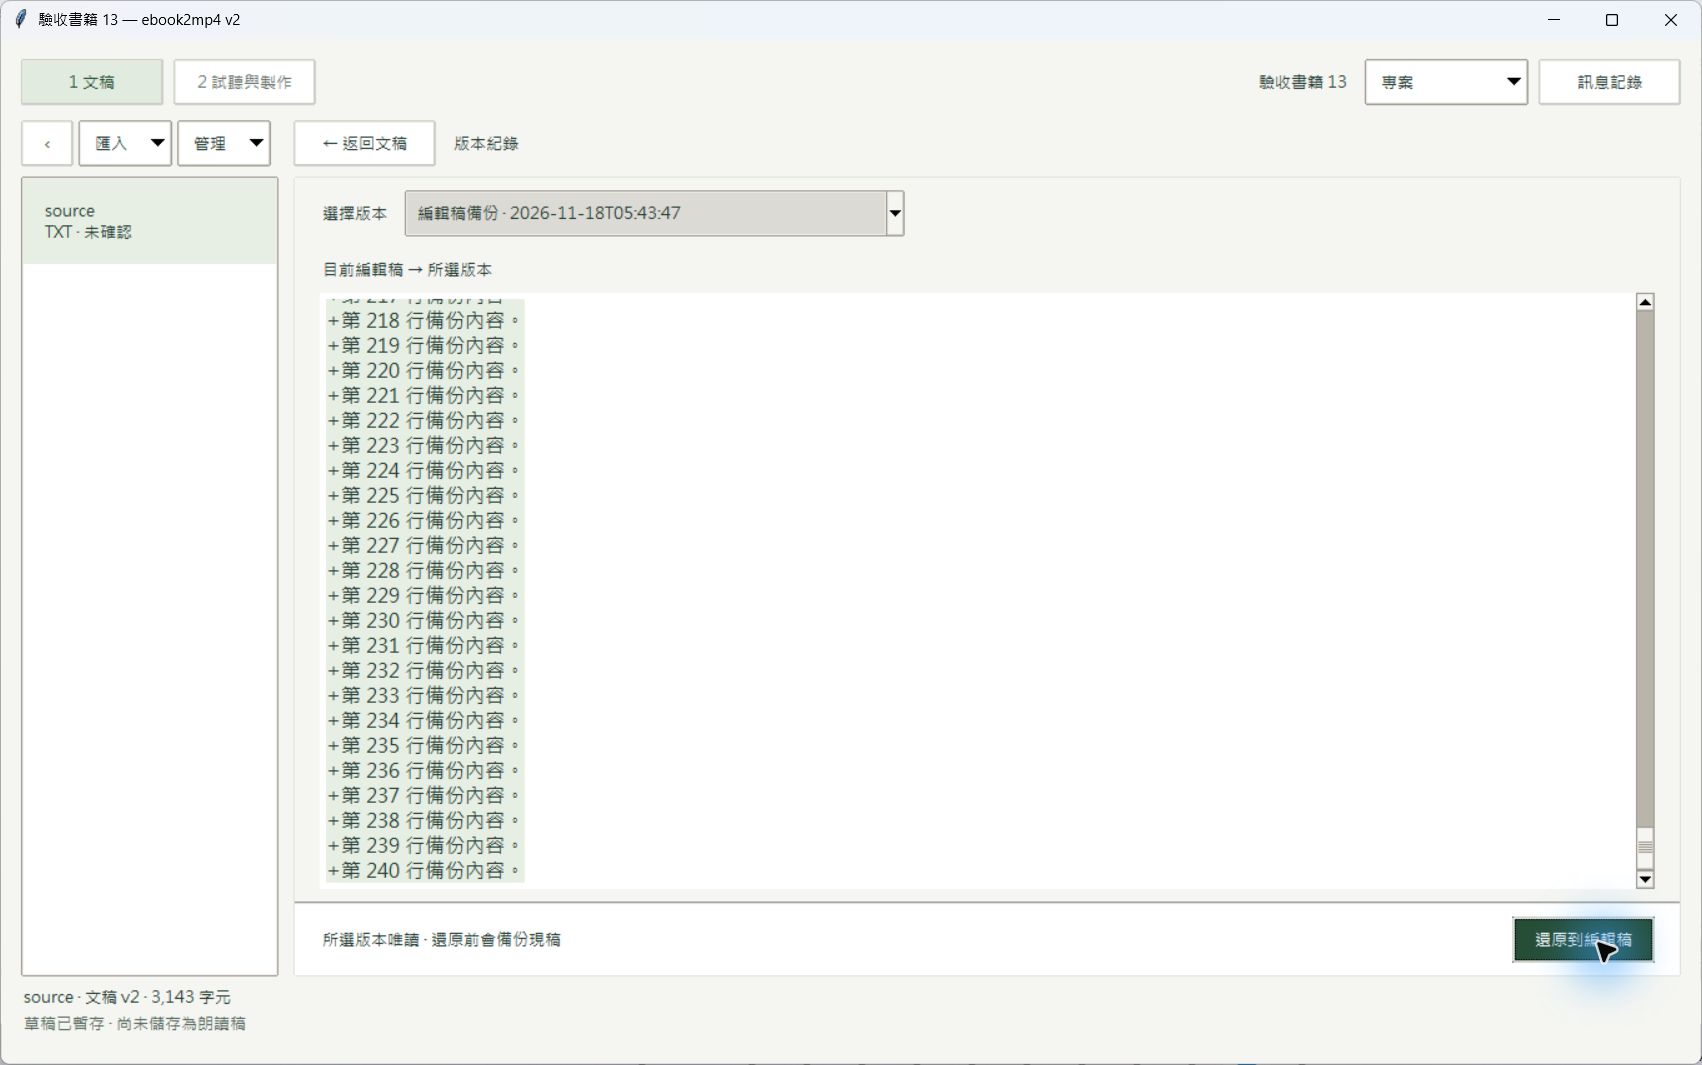 驗收書籍 13 — ebook2mp4 v2
1 文稿
2 試聽與製作
驗收書籍 13
專案
訊息記錄
‹
匯入
管理
← 返回文稿
版本紀錄
source
TXT · 未確認
選擇版本
編輯稿備份 · 2026-11-18T05:43:47
目前編輯稿 → 所選版本
+第 217 行備份內容
+第 218 行備份內容。
+第 219 行備份內容。
+第 220 行備份內容。
+第 221 行備份內容。
+第 222 行備份內容。
+第 223 行備份內容。
+第 224 行備份內容。
+第 225 行備份內容。
+第 226 行備份內容。
+第 227 行備份內容。
+第 228 行備份內容。
+第 229 行備份內容。
+第 230 行備份內容。
+第 231 行備份內容。
+第 232 行備份內容。
+第 233 行備份內容。
+第 234 行備份內容。
+第 235 行備份內容。
+第 236 行備份內容。
+第 237 行備份內容。
+第 238 行備份內容。
+第 239 行備份內容。
+第 240 行備份內容。
所選版本唯讀 · 還原前會備份現稿
還原到編輯稿
source · 文稿 v2 · 3,143 字元
草稿已暫存 · 尚未儲存為朗讀稿